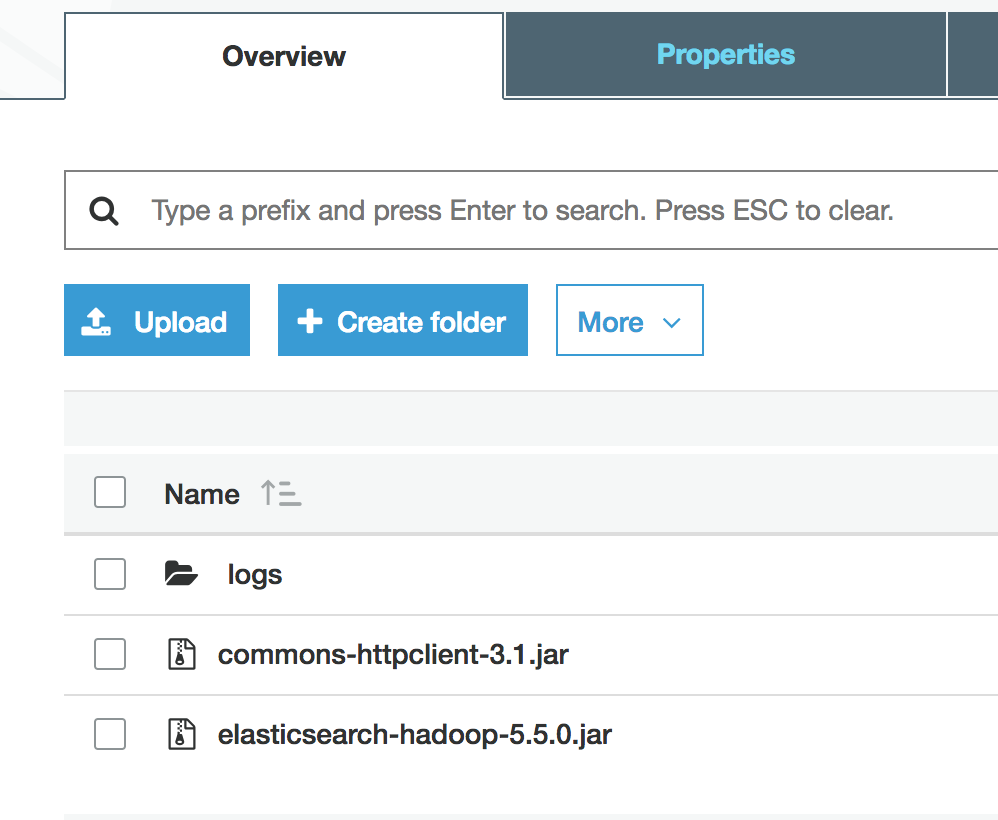 Overview
Properties
Type a prefix and press Enter to search. Press ESC to clear.
Upload
Create folder
More
Name
logs
commons-httpclient-3.1.jar
elasticsearch-hadoop-5.5.0.jar